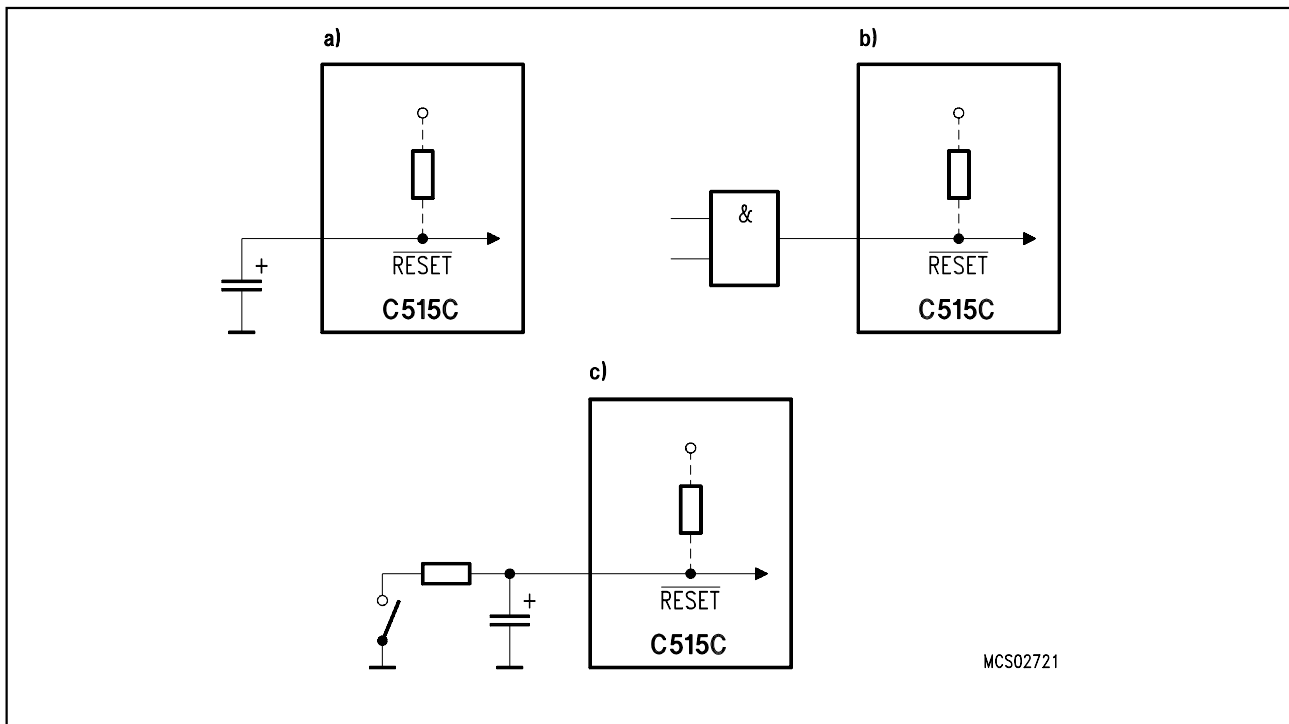 a)
+
RESET
C515C
b)
&
RESET
C515C
c)
+
RESET
C515C
MCS02721